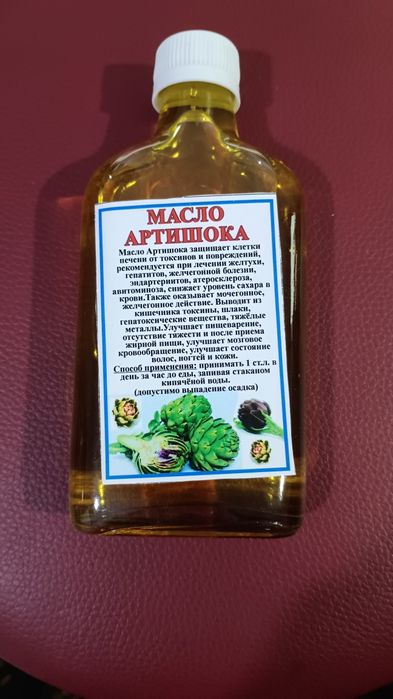 МАСЛО
АРТИШОКА
Масло Артишока защищает клетки
печени от токсинов и повреждений,
рекомендуется при лечении желтухи,
гепатитов, желчегонной болезни,
эндартериитов, атеросклероза,
авитоминоза, снижает уровень сахара в
крови.Также оказывает мочегонное,
желчегонное действие. Выводит из
кишечника токсины, шлаки,
гепатоксические вещества, тяжёлые
металлы.Улучшает пищеварение,
отсутствие тяжести и после приема
жирной пищи, улучшает мозговое
кровообращение, улучшает состояние
волос, ногтей и кожи.
Способ применения: принимать 1 ст.л. в
день за час до еды, запивая стаканом
кипячёной воды.
(допустимо выпадение осадка)